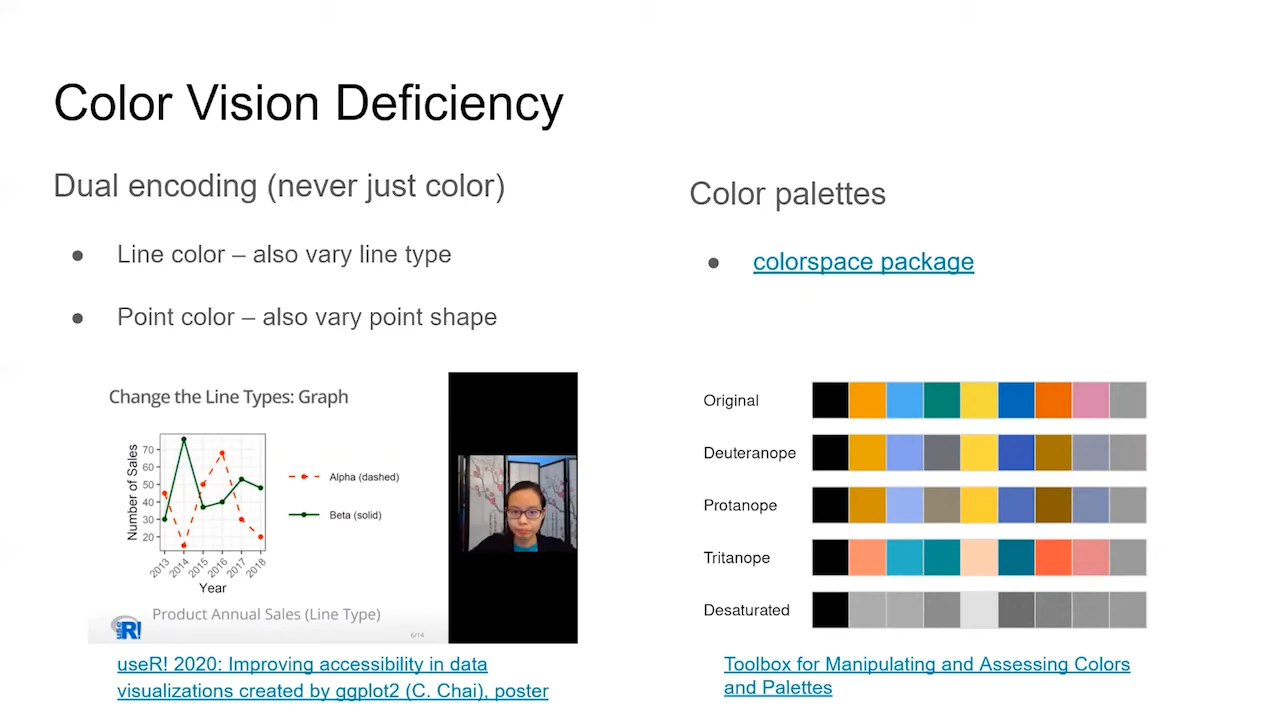 Color Vision Deficiency
Dual encoding (never just color)
● Line color – also vary line type
● Point color – also vary point shape
Change the Line Types: Graph
Number of Sales
70
60
50
40
30
20
2013 2014 2015 2016 2017 2018
Year
Alpha (dashed)
Beta (solid)
Product Annual Sales (Line Type)
useR!
6/14
useR! 2020: Improving accessibility in data
visualizations created by ggplot2 (C. Chai), poster
Color palettes
● colorspace package
Original
Deuteranope
Protanope
Tritanope
Desaturated
Toolbox for Manipulating and Assessing Colors
and Palettes